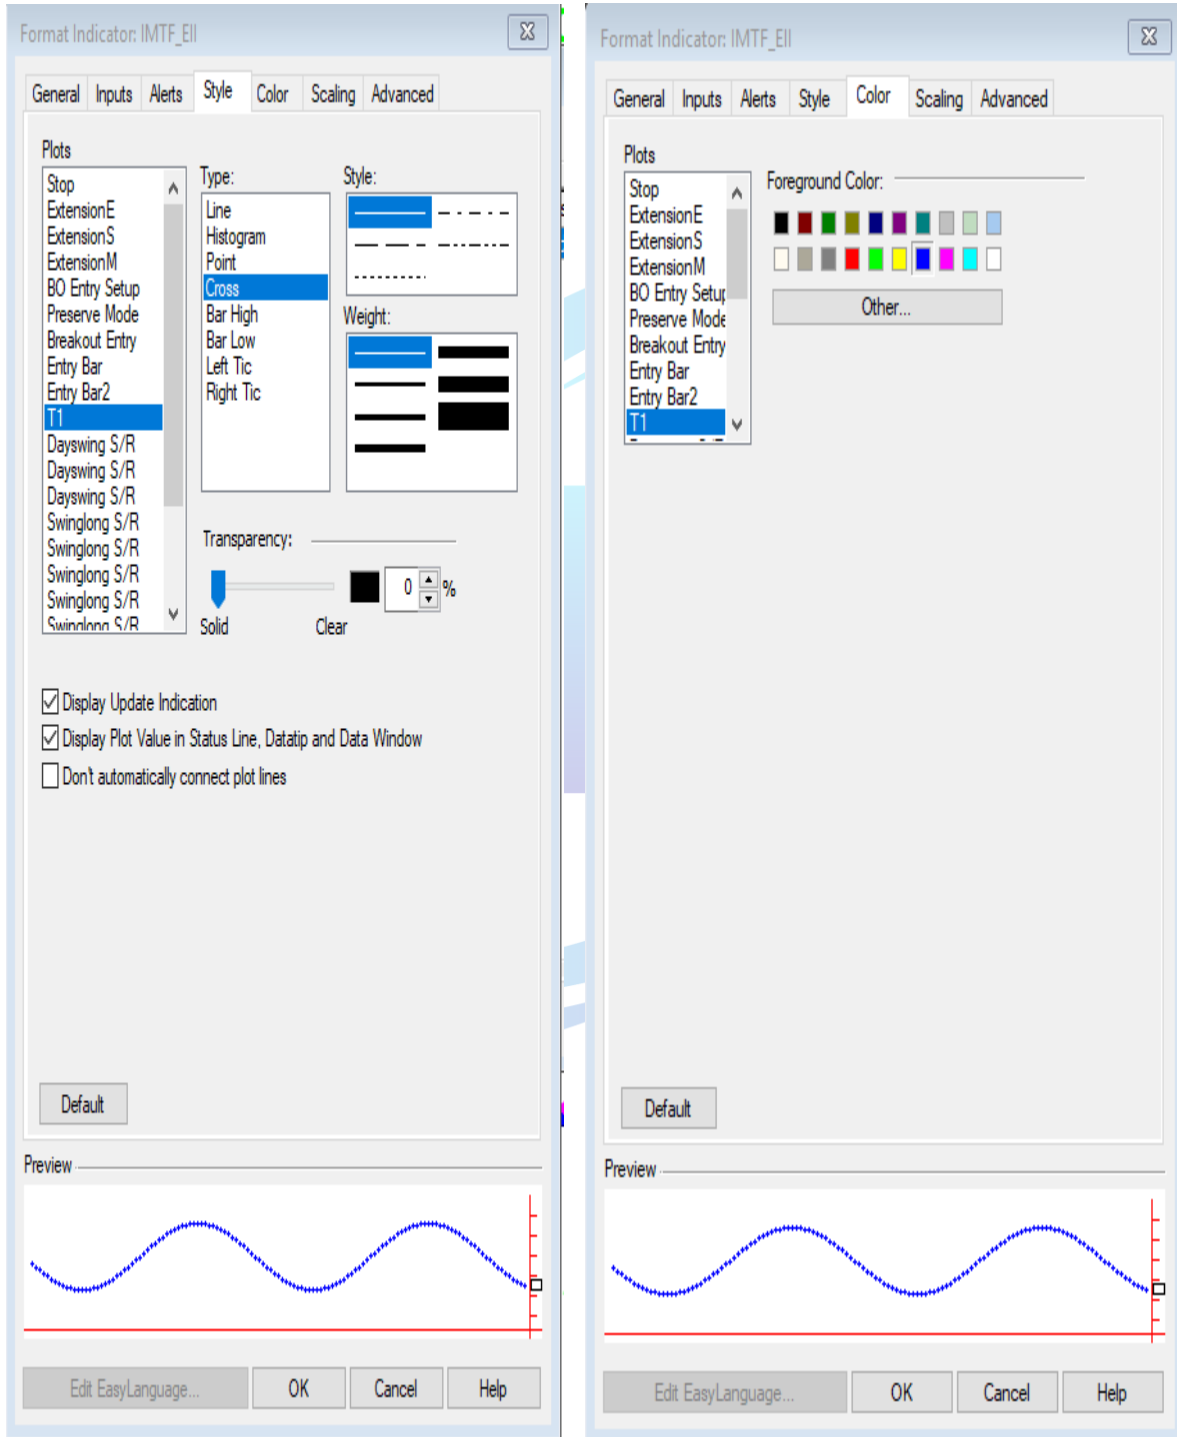 Format Indicator: IMTF_EII
General Inputs Alerts Style Color Scaling Advanced
Plots
Stop
ExtensionE
ExtensionS
ExtensionM
BO Entry Setup
Preserve Mode
Breakout Entry
Entry Bar
Entry Bar2
T1
Dayswing S/R
Dayswing S/R
Dayswing S/R
Swinglong S/R
Swinglong S/R
Swinglong S/R
Swinglong S/R
Swinglong S/R
Type:
Line
Histogram
Point
Cross
Bar High
Bar Low
Left Tic
Right Tic
Style:
Weight:
Transparency:
0 %
Solid Clear
Display Update Indication
Display Plot Value in Status Line, Datatip and Data Window
Don't automatically connect plot lines
Default
Preview
Edit EasyLanguage... OK Cancel Help
Format Indicator: IMTF_EII
General Inputs Alerts Style Color Scaling Advanced
Plots
Stop
ExtensionE
ExtensionS
ExtensionM
BO Entry Setup
Preserve Mode
Breakout Entry
Entry Bar
Entry Bar2
T1
Foreground Color:
Other...
Default
Preview
Edit EasyLanguage... OK Cancel Help